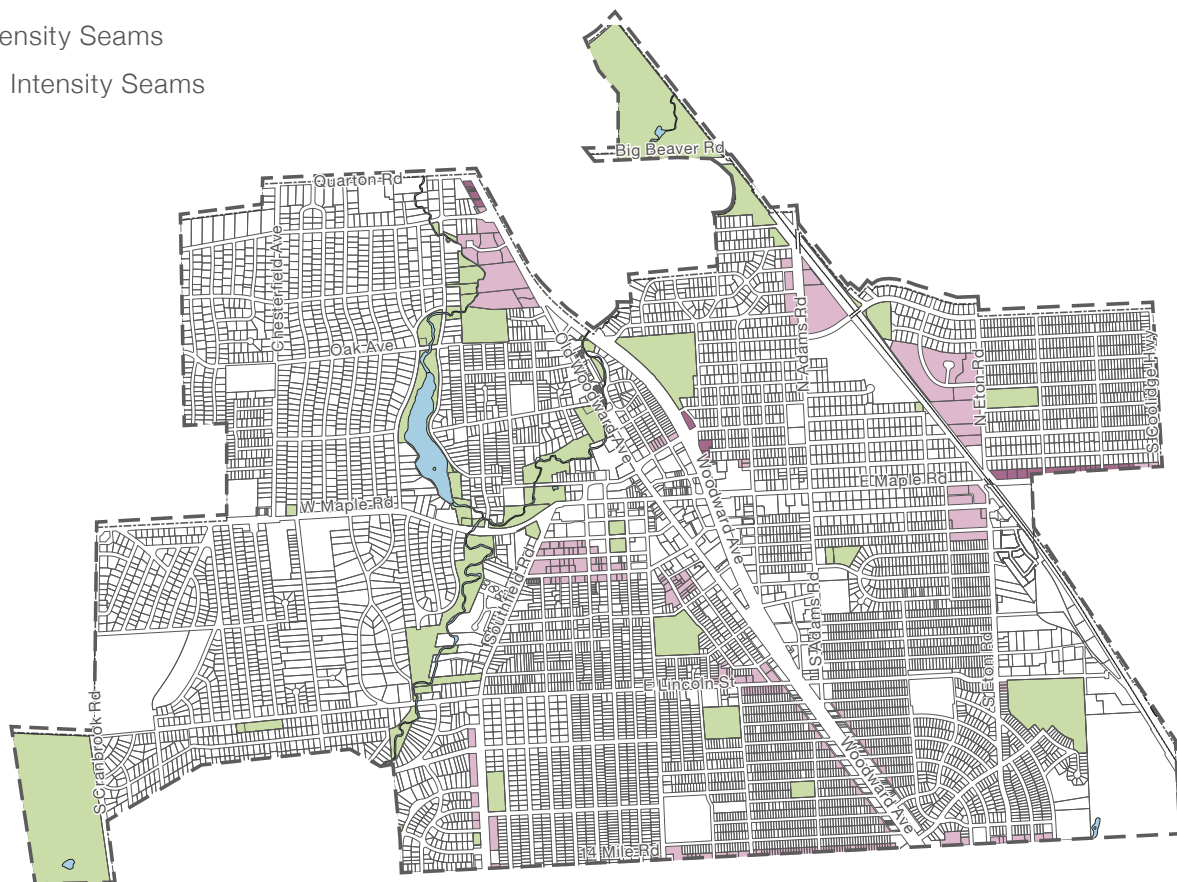 ensity Seams
Intensity Seams
Big Beaver Rd
Quarton Rd
Chesterfield Ave
Oak Ave
Old Woodward Ave
N Adams Rd
N Eton Rd
S Coolidge Hwy
W Maple Rd
E Maple Rd
N Woodward Ave
Southfield Rd
S Adams Rd
S Eton Rd
E Lincoln St
S Cranbrook Rd
Woodward Ave
14 Mile Rd